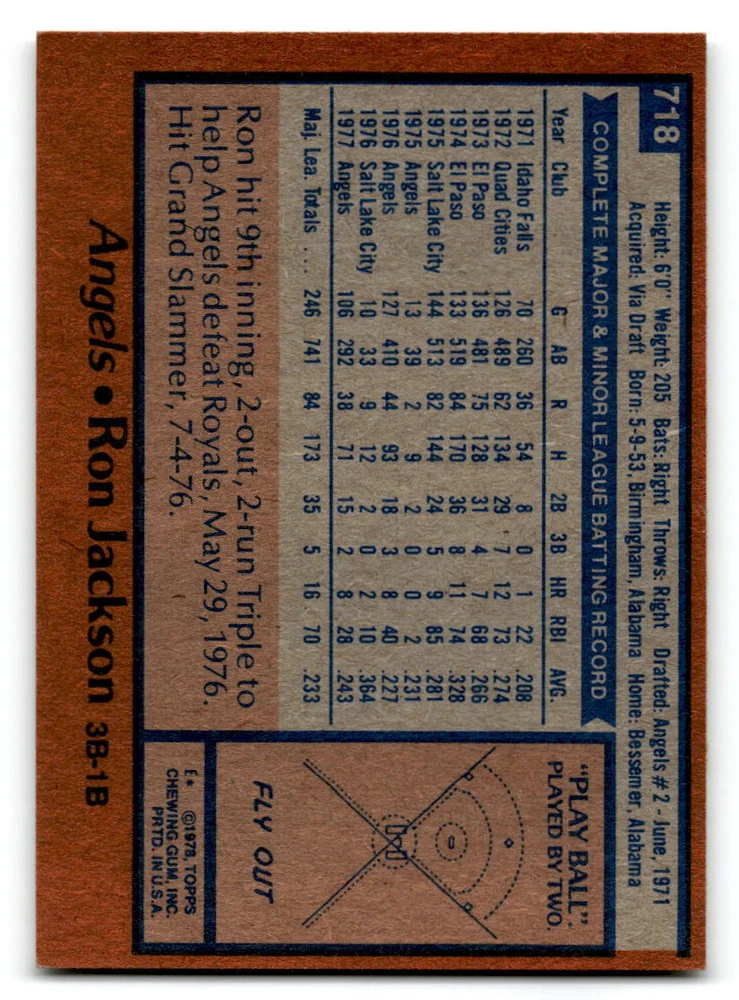 718
Height: 6'0" Weight: 205 Bats: Right Throws: Right Drafted: Angels # 2 - June, 1971
Acquired: Via Draft Born: 5-9-53, Birmingham, Alabama Home: Bessemer, Alabama
COMPLETE MAJOR & MINOR LEAGUE BATTING RECORD
Year Club G AB R H 2B 3B HR RBI AVG.
1971 Idaho Falls 70 260 36 54 8 0 1 22 .208
1972 Quad Cities 126 489 62 134 29 7 12 73 .274
1973 El Paso 136 481 75 128 31 4 7 68 .266
1974 El Paso 133 519 84 170 36 8 11 74 .328
1975 Salt Lake City 144 513 82 144 24 5 9 85 .281
1975 Angels 13 39 2 9 2 0 0 2 .231
1976 Angels 127 410 44 93 18 3 8 40 .227
1976 Salt Lake City 10 33 9 12 2 0 2 10 .364
1977 Angels 106 292 38 71 15 2 8 28 .243
Maj. Lea. Totals ... 246 741 84 173 35 5 16 70 .233
Ron hit 9th inning, 2-out, 2-run Triple to
help Angels defeat Royals, May 29, 1976.
Hit Grand Slammer, 7-4-76.
"PLAY BALL"
PLAYED BY TWO
FLY OUT
E* ©1978, TOPPS
CHEWING GUM, INC.
PRTD. IN U.S.A.
Angels • Ron Jackson 3B-1B